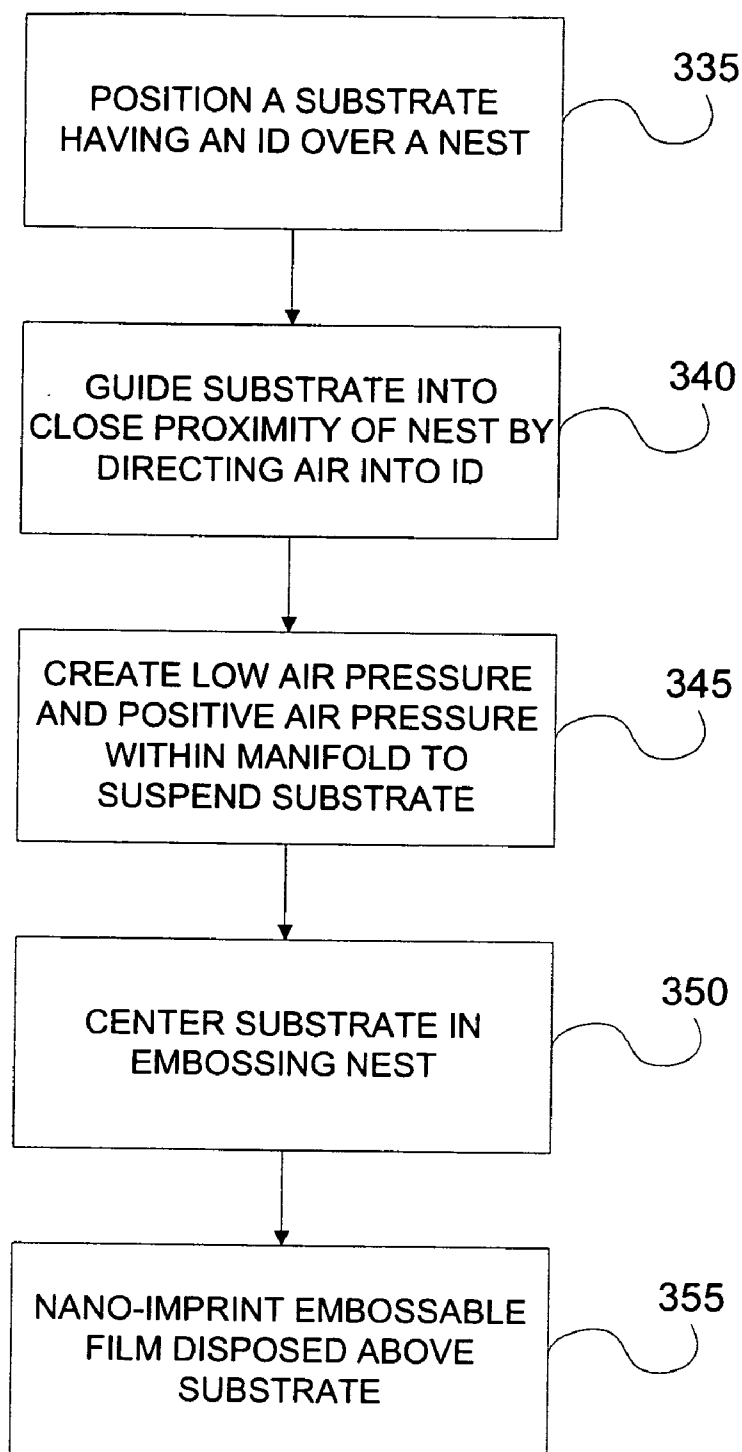 POSITION A SUBSTRATE
HAVING AN ID OVER A NEST
335
GUIDE SUBSTRATE INTO
CLOSE PROXIMITY OF NEST BY
DIRECTING AIR INTO ID
340
CREATE LOW AIR PRESSURE
AND POSITIVE AIR PRESSURE
WITHIN MANIFOLD TO
SUSPEND SUBSTRATE
345
CENTER SUBSTRATE IN
EMBOSSING NEST
350
NANO-IMPRINT EMBOSSABLE
FILM DISPOSED ABOVE
SUBSTRATE
355